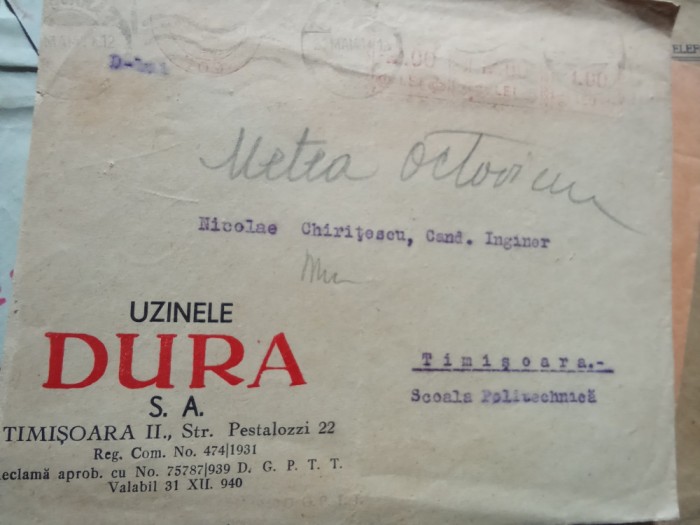 D-lui
Metea Octavian
Nicolae Chirițescu, Cand. Inginer
UZINELE
DURA
S. A.
TIMIȘOARA II., Str. Pestalozzi 22
Reg. Com. No. 474|1931
eclamă aprob. cu No. 75787|939 D. G. P. T. T.
Valabil 31 XII. 940
Timișoara.-
Scoala Politechnică